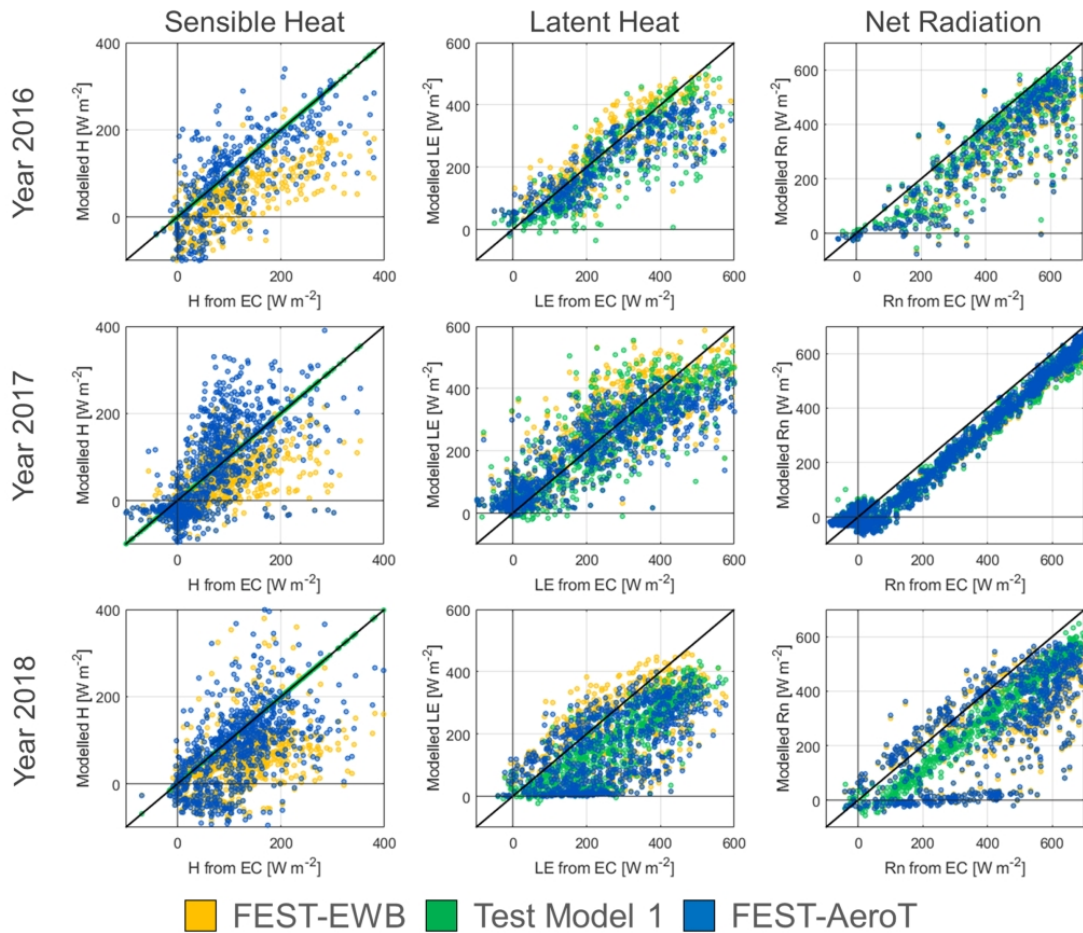 Sensible Heat
Latent Heat
Net Radiation
Year 2016
400
200
0
Modelled H [W m-2]
0 200 400
H from EC [W m-2]
600
400
200
0
Modelled LE [W m-2]
0 200 400 600
LE from EC [W m-2]
600
400
200
0
Modelled Rn [W m-2]
0 200 400 600
Rn from EC [W m-2]
Year 2017
400
200
0
Modelled H [W m-2]
0 200 400
H from EC [W m-2]
600
400
200
0
Modelled LE [W m-2]
0 200 400 600
LE from EC [W m-2]
600
400
200
0
Modelled Rn [W m-2]
0 200 400 600
Rn from EC [W m-2]
Year 2018
400
200
0
Modelled H [W m-2]
0 200 400
H from EC [W m-2]
600
400
200
0
Modelled LE [W m-2]
0 200 400 600
LE from EC [W m-2]
600
400
200
0
Modelled Rn [W m-2]
0 200 400 600
Rn from EC [W m-2]
FEST-EWB
Test Model 1
FEST-AeroT